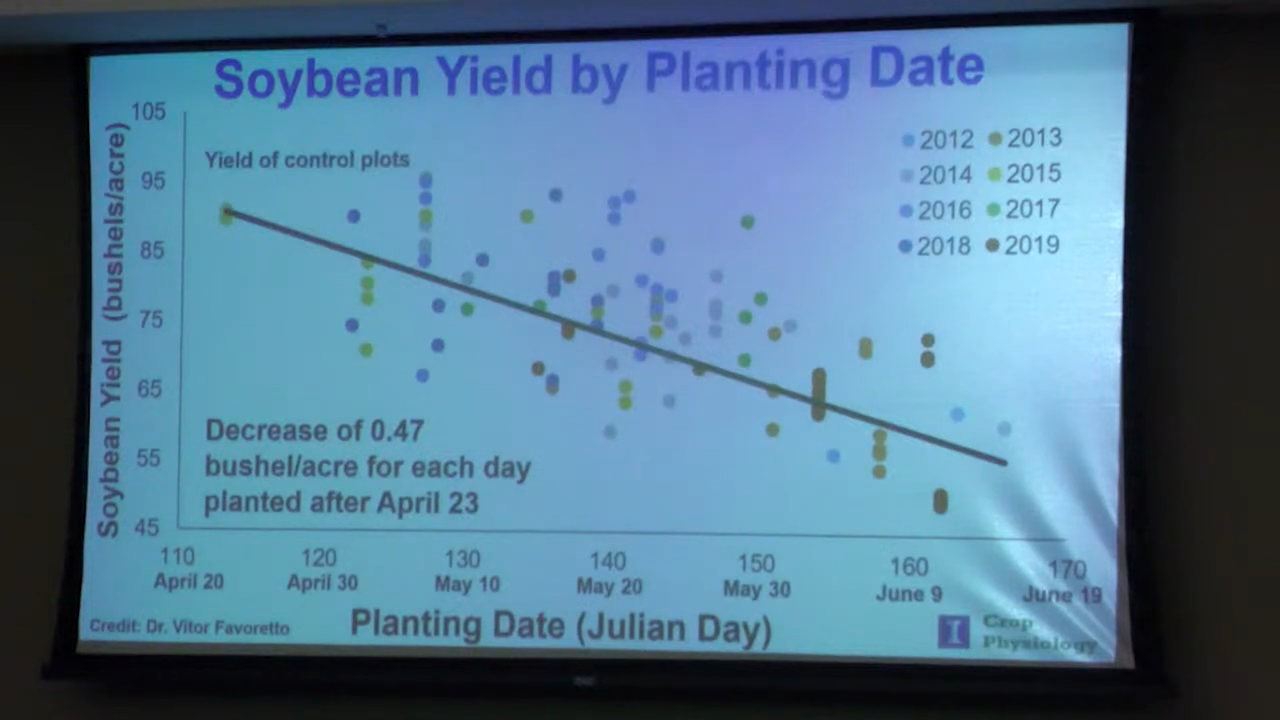 Soybean Yield by Planting Date
105
95
85
75
65
55
45
Soybean Yield (bushels/acre)
Yield of control plots
2012 2013
2014 2015
2016 2017
2018 2019
Decrease of 0.47
bushel/acre for each day
planted after April 23
110 120 130 140 150 160 170
April 20 April 30 May 10 May 20 May 30 June 9 June 19
Planting Date (Julian Day)
Credit: Dr. Vitor Favoretto
I
Crop
Physiology